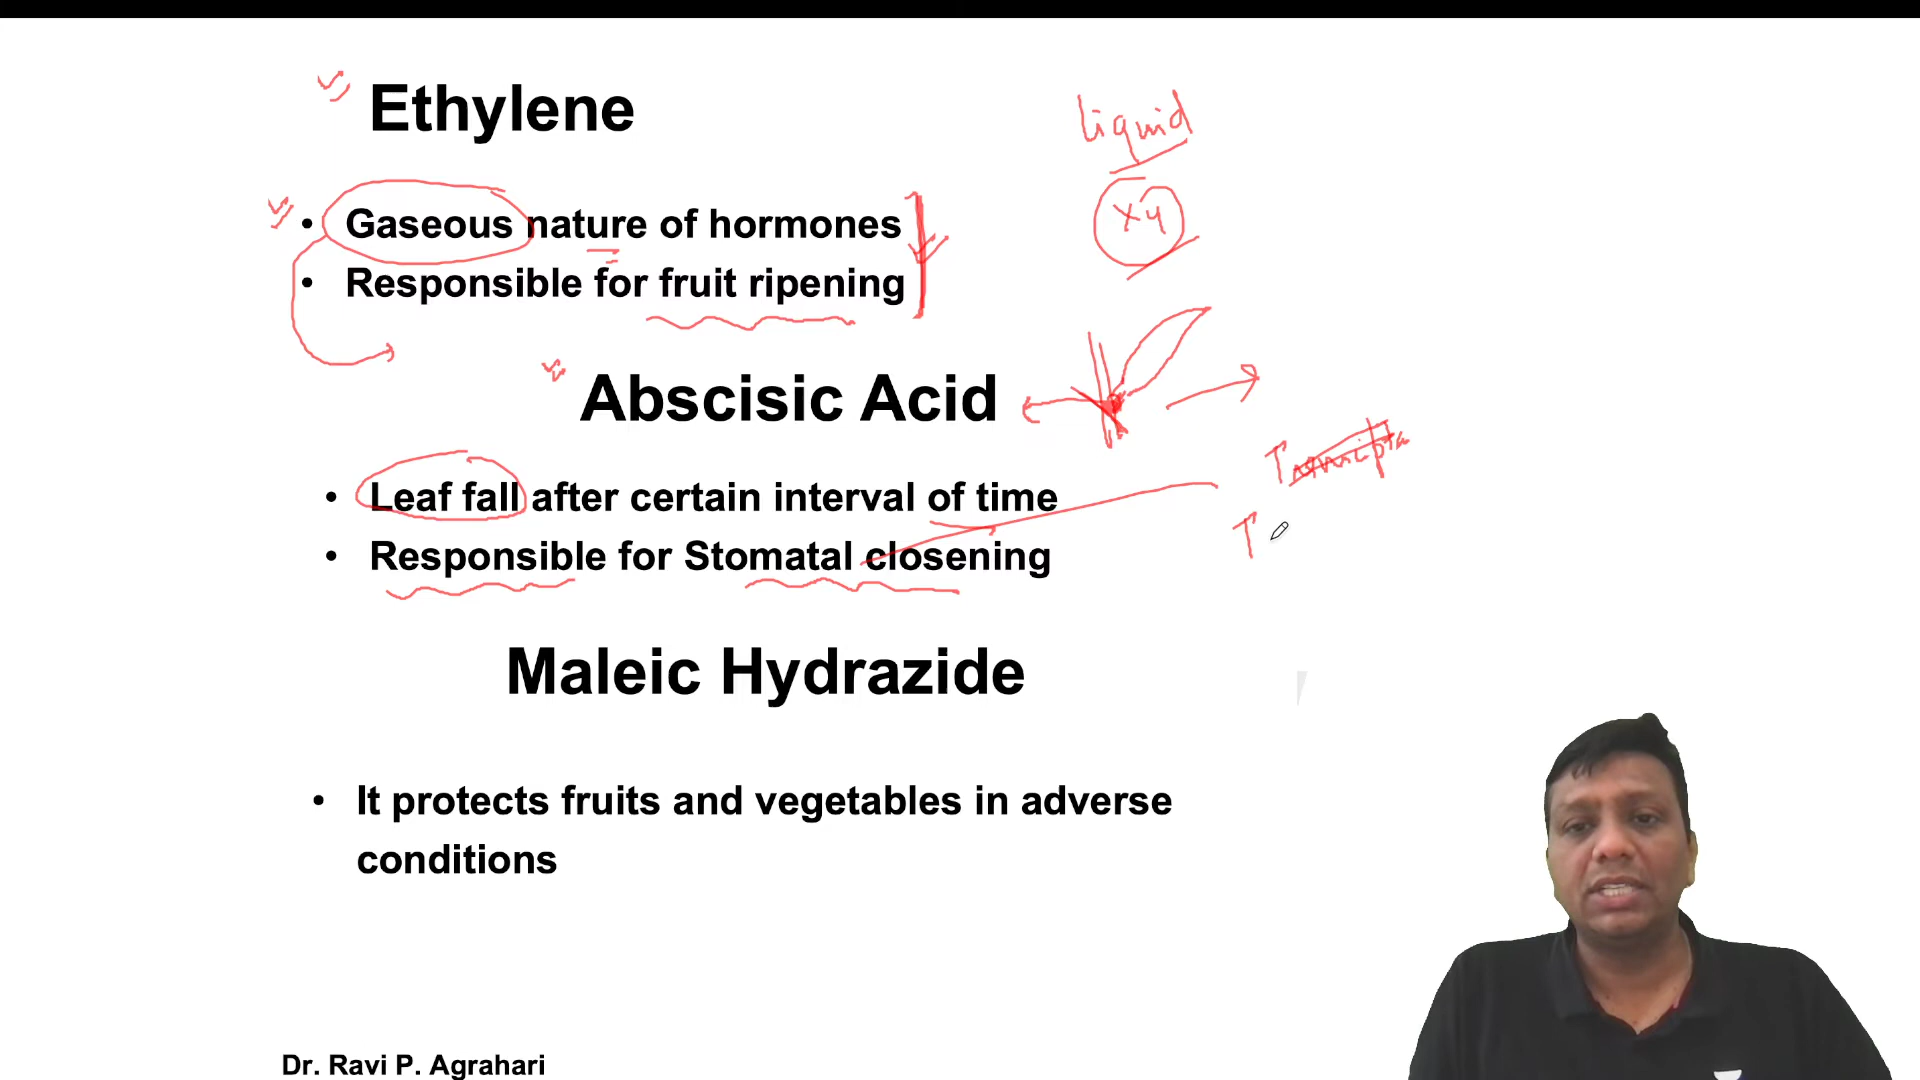 Ethylene
liquid
• Gaseous nature of hormones
xy
• Responsible for fruit ripening
Abscisic Acid
• Leaf fall after certain interval of time
• Responsible for Stomatal closening
T
Maleic Hydrazide
• It protects fruits and vegetables in adverse
conditions
Dr. Ravi P. Agrahari